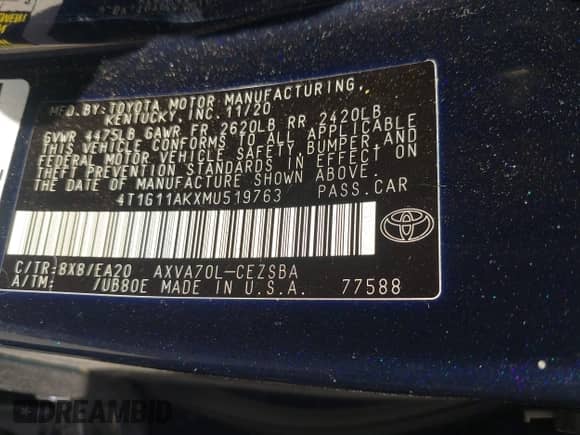 MFD. BY: TOYOTA MOTOR MANUFACTURING,
KENTUCKY, INC. 11/20
GVWR 4475LB GAWR FR 2620LB RR 2420LB
THIS VEHICLE CONFORMS TO ALL APPLICABLE
FEDERAL MOTOR VEHICLE SAFETY BUMPER, AND
THEFT PREVENTION STANDARDS IN EFFECT ON
THE DATE OF MANUFACTURE SHOWN ABOVE.
4T1G11AKXMU519763 PASS.CAR
C/TR:8X8/EA20 AXVA70L-CEZSBA
A/TM: /UB80E MADE IN U.S.A. 77588
DREAMBID